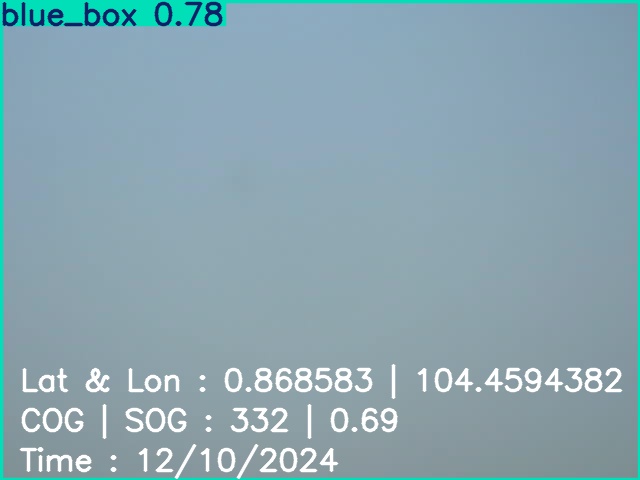 blue_box 0.78
Lat & Lon : 0.868583 | 104.4594382
COG | SOG : 332 | 0.69
Time : 12/10/2024